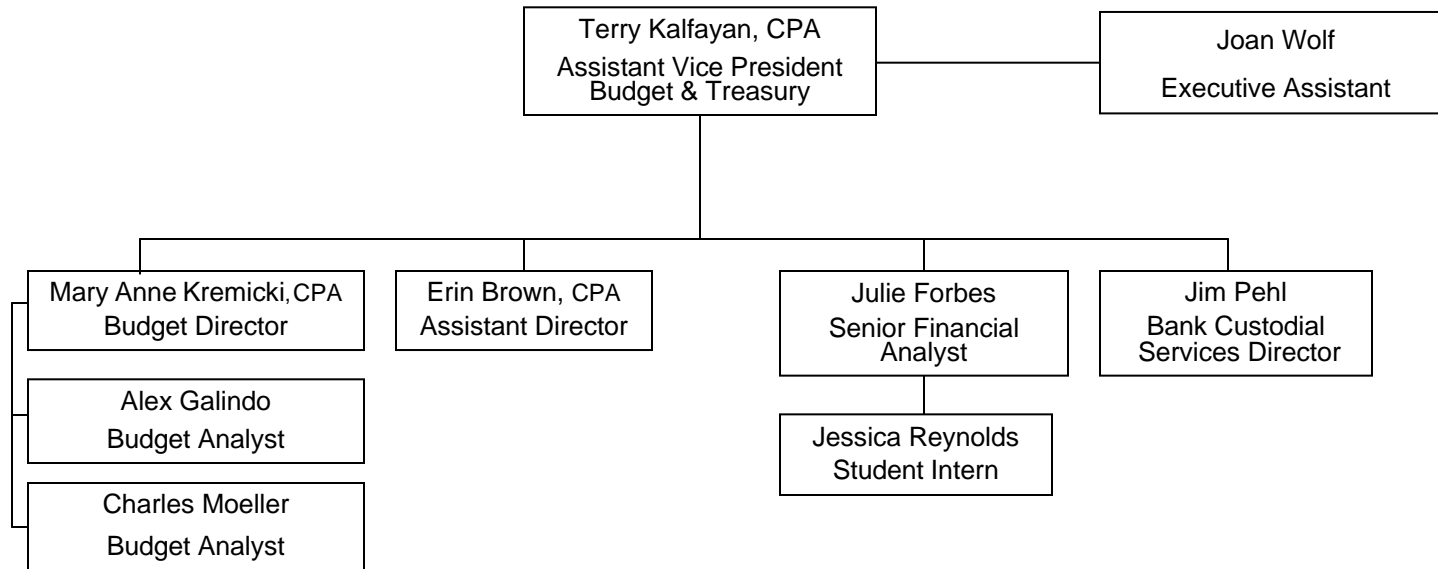 Terry Kalfayan, CPA
Assistant Vice President
Budget & Treasury
Joan Wolf
Executive Assistant
Mary Anne Kremicki, CPA
Budget Director
Erin Brown, CPA
Assistant Director
Julie Forbes
Senior Financial
Analyst
Jim Pehl
Bank Custodial
Services Director
Alex Galindo
Budget Analyst
Jessica Reynolds
Student Intern
Charles Moeller
Budget Analyst